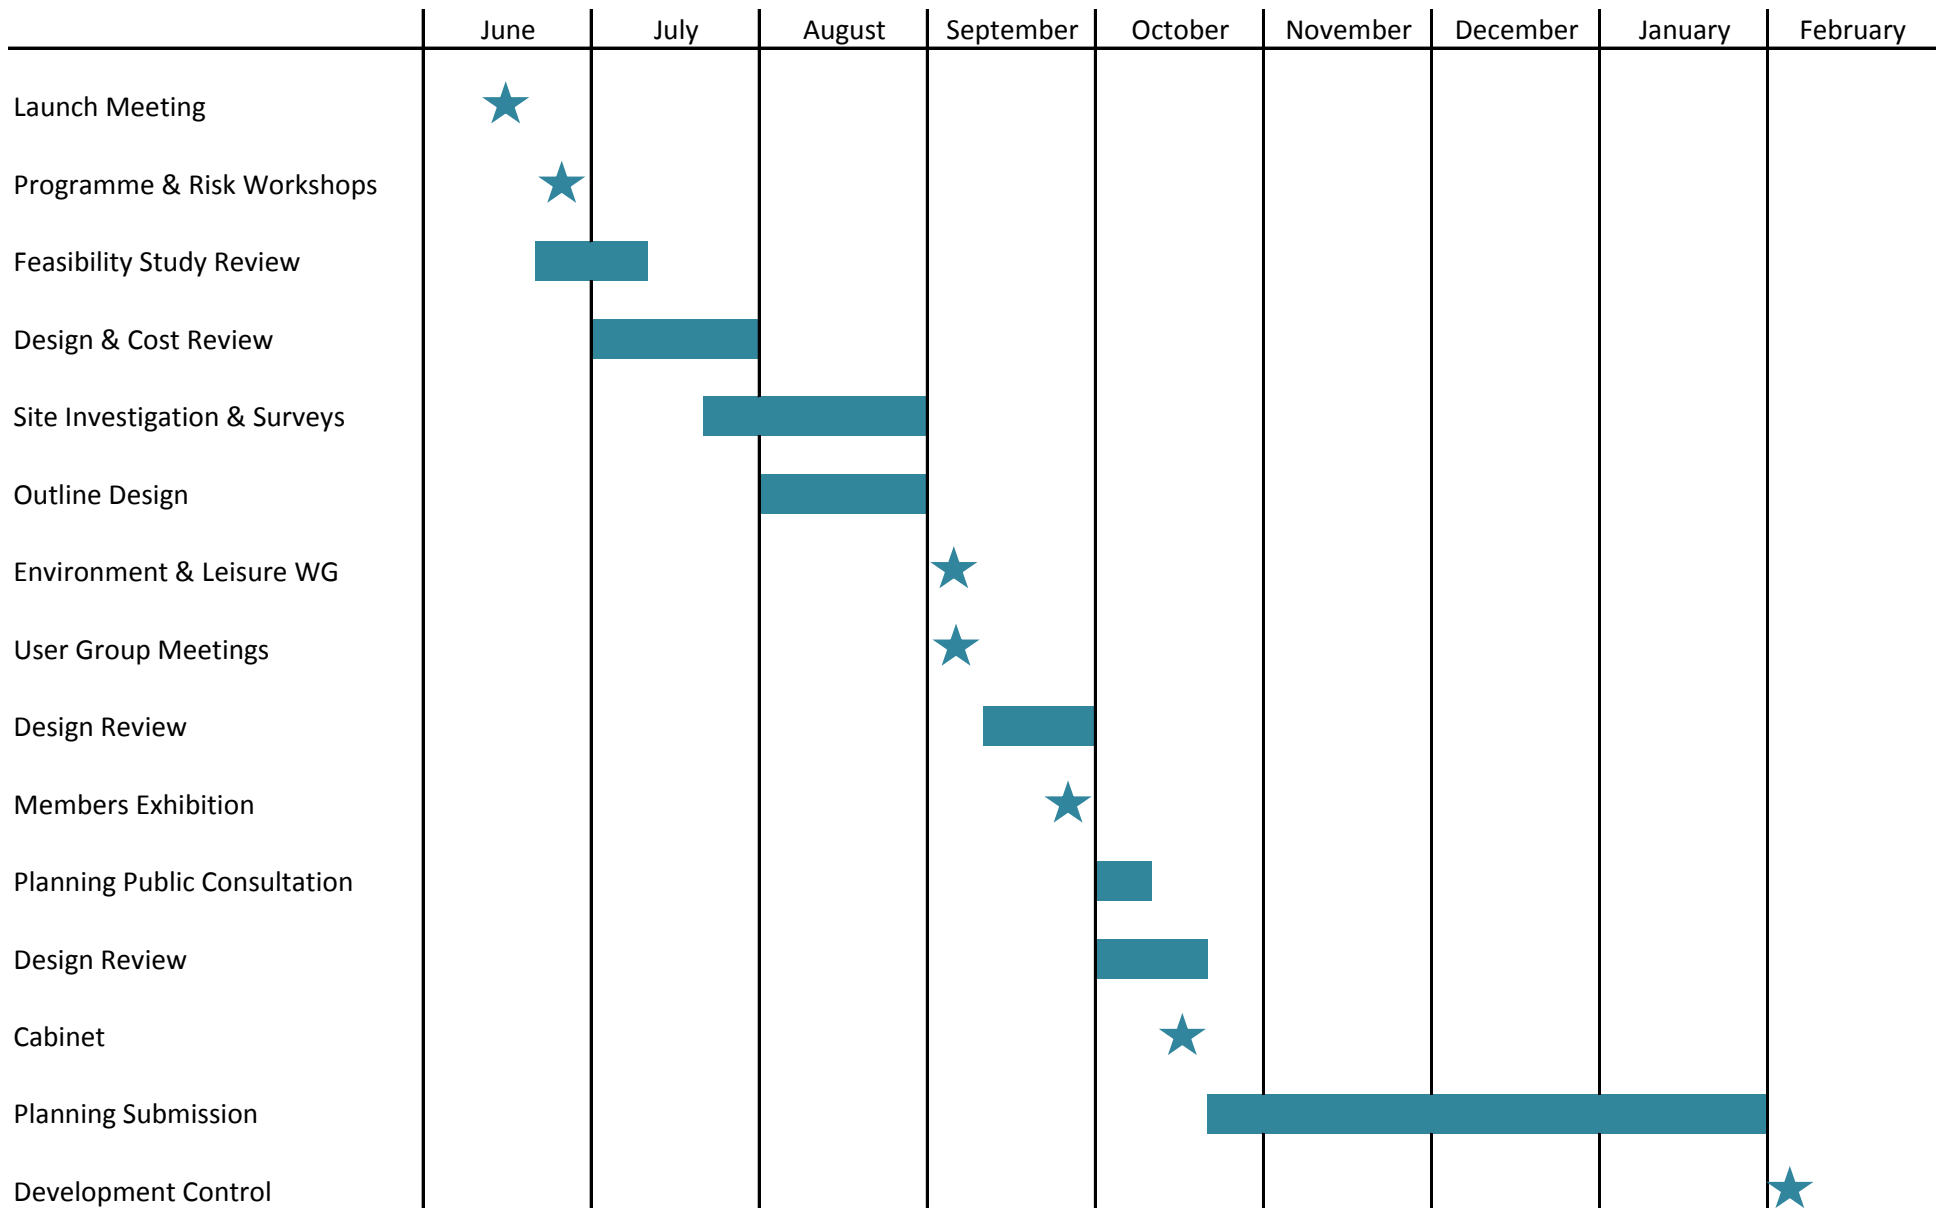 June July August September October November December January February
Launch Meeting
Programme & Risk Workshops
Feasibility Study Review
Design & Cost Review
Site Investigation & Surveys
Outline Design
Environment & Leisure WG
User Group Meetings
Design Review
Members Exhibition
Planning Public Consultation
Design Review
Cabinet
Planning Submission
Development Control